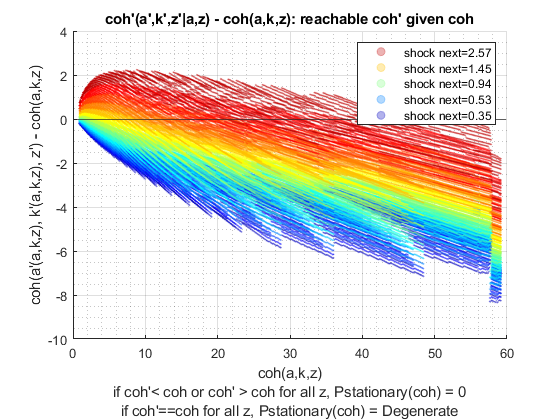 coh'(a',k',z'|a,z) - coh(a,k,z): reachable coh' given coh
4
2
0
-2
-4
-6
-8
-10
coh(a'(a,k,z), k'(a,k,z), z') - coh(a,k,z)
shock next=2.57
shock next=1.45
shock next=0.94
shock next=0.53
shock next=0.35
0 10 20 30 40 50 60
coh(a,k,z)
if coh'< coh or coh' > coh for all z, Pstationary(coh) = 0
if coh'==coh for all z, Pstationary(coh) = Degenerate